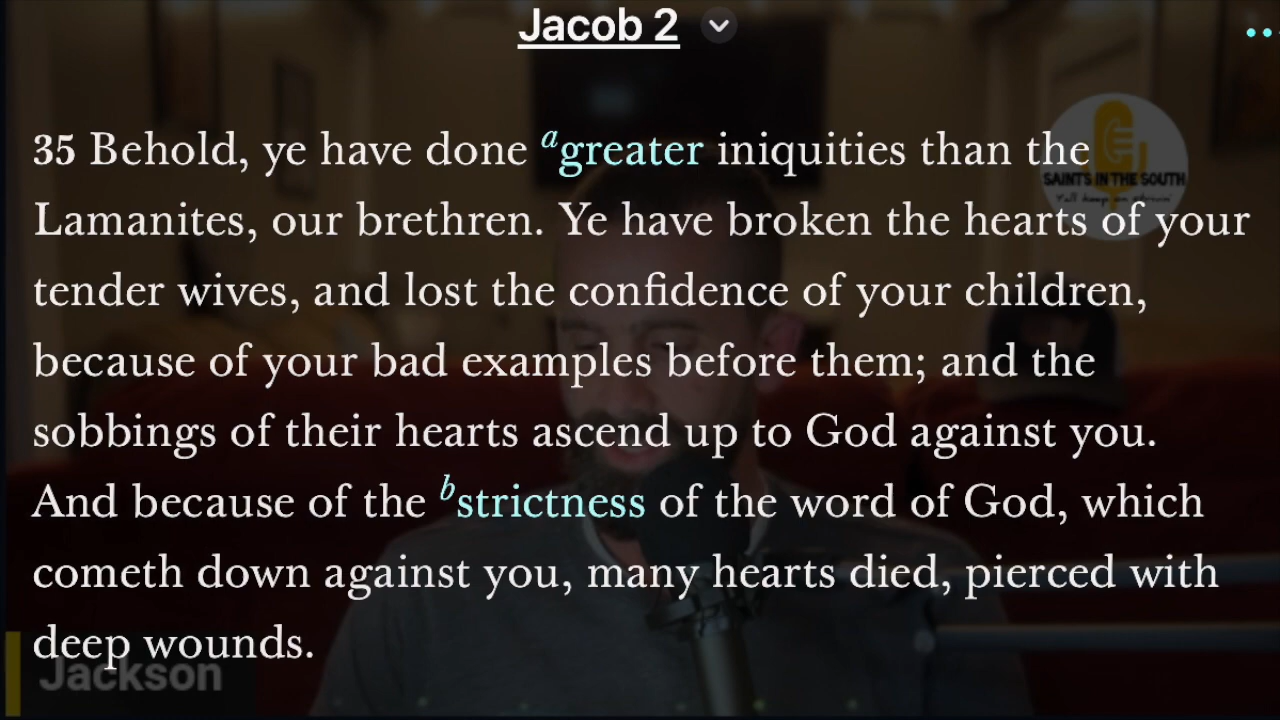 Jacob 2
35 Behold, ye have done ᵃgreater iniquities than the
SAINTS IN THE SOUTH
Lamanites, our brethren. Ye have broken the hearts of your
tender wives, and lost the confidence of your children,
because of your bad examples before them; and the
sobbings of their hearts ascend up to God against you.
And because of the ᵇstrictness of the word of God, which
cometh down against you, many hearts died, pierced with
deep wounds.
Jackson